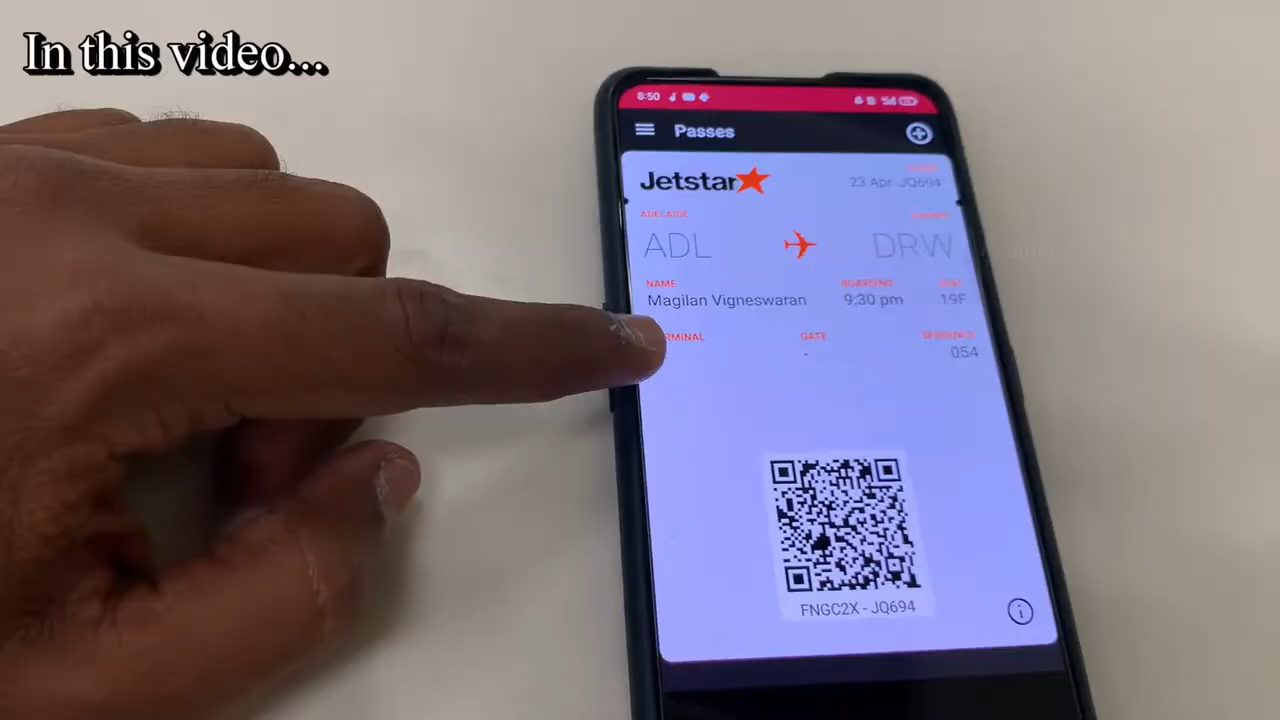 In this video...
8:50
Passes
Jetstar
23 Apr JQ694
ADELAIDE
ADL DRW
NAME BOARDING
Magilan Vigneswaran 9:30 pm 19F
RMINAL GATE SEQUENCE
- 054
FNGC2X - JQ694